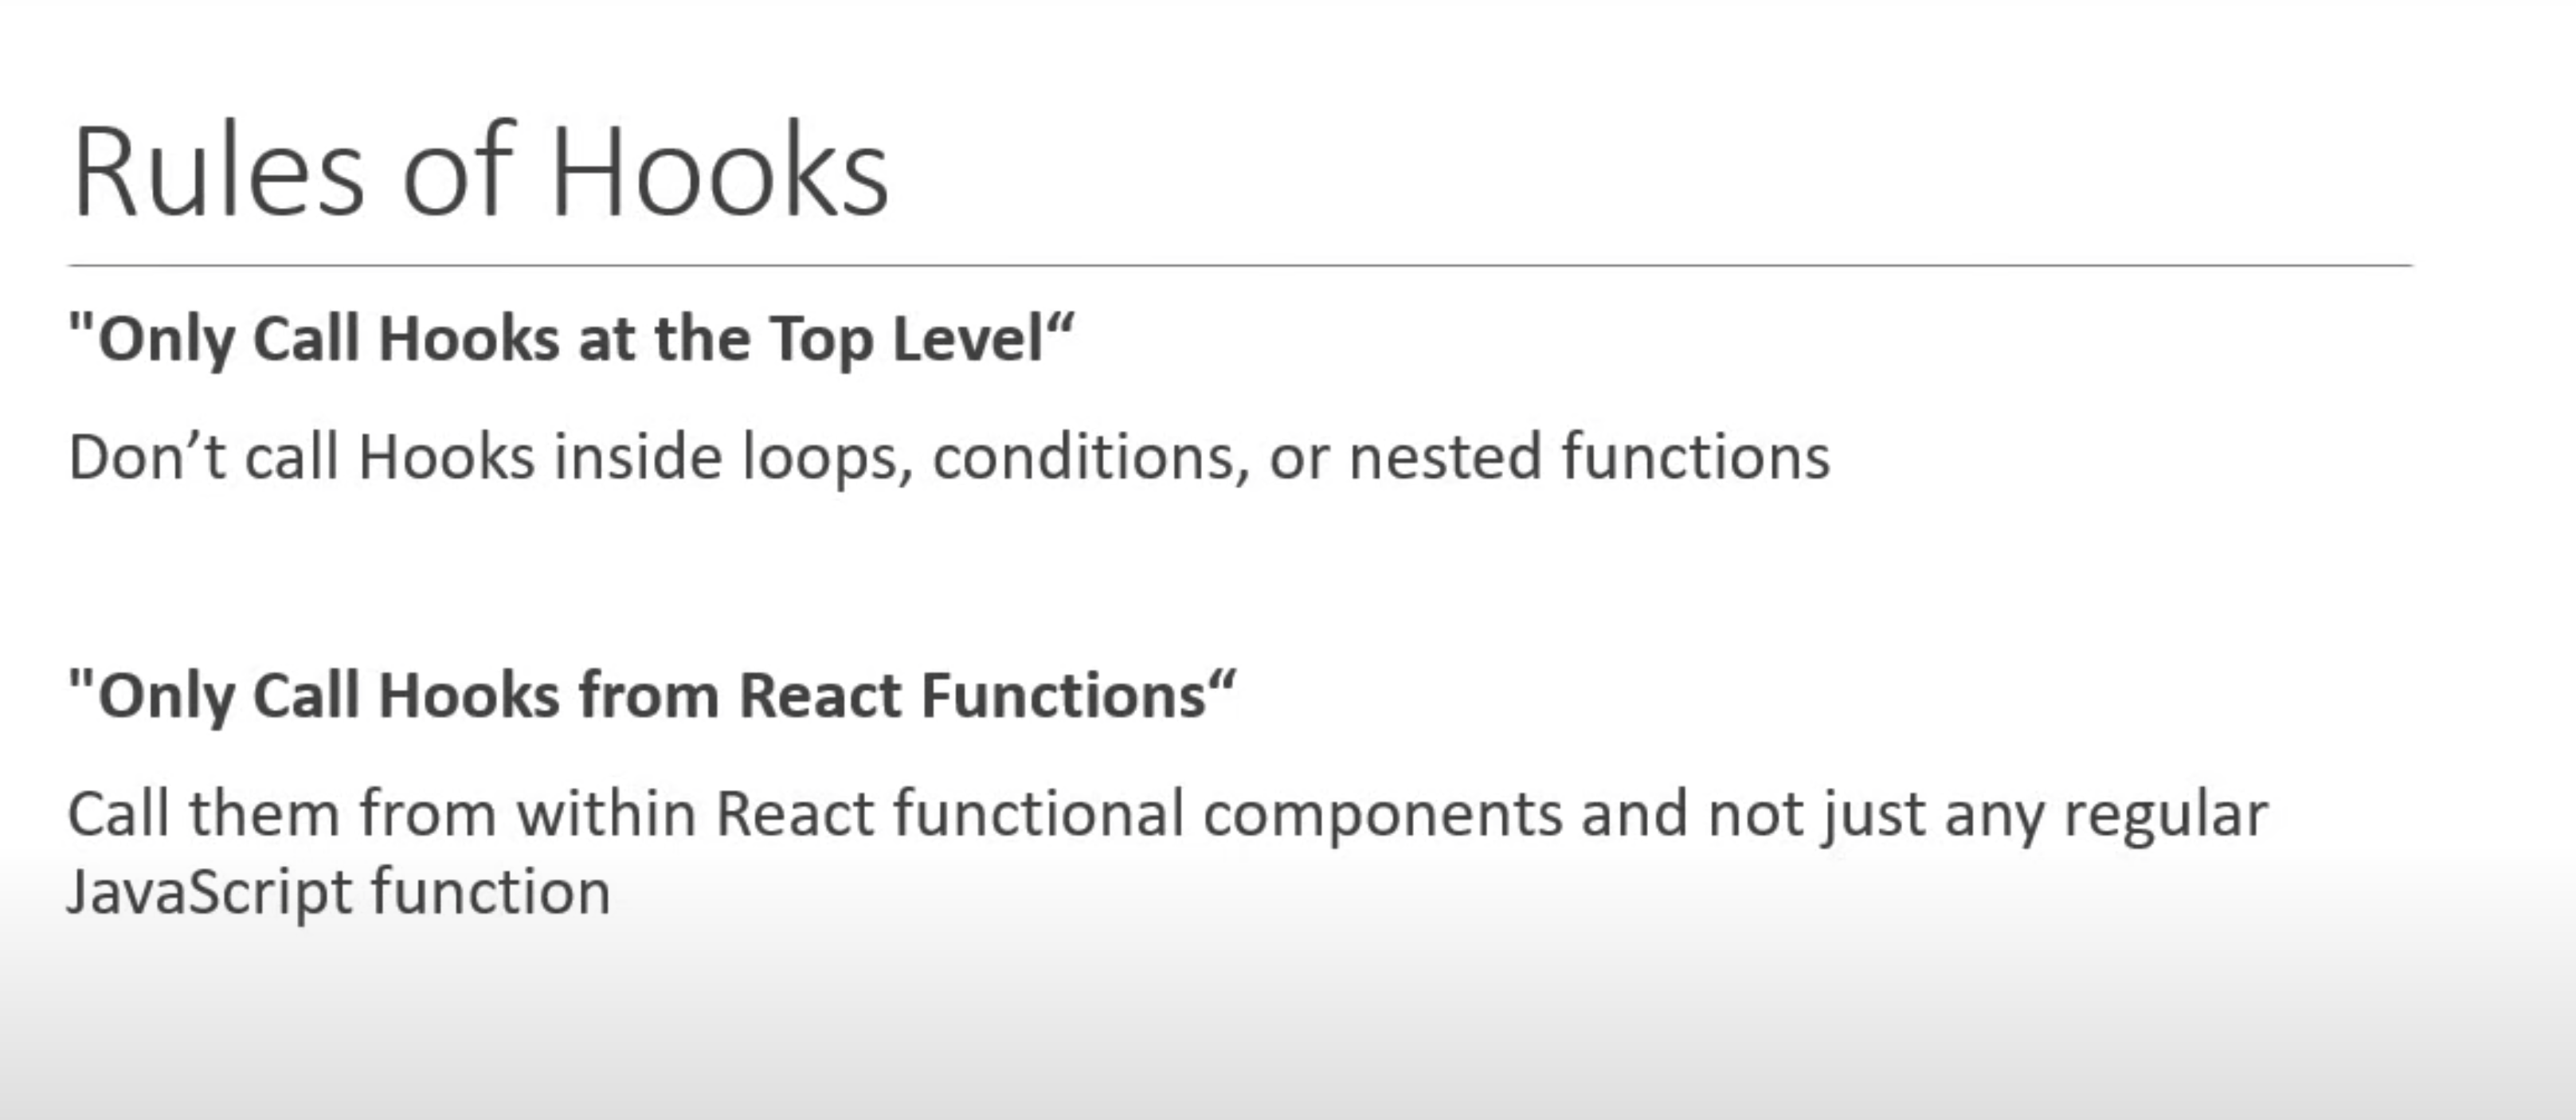 Rules of Hooks
"Only Call Hooks at the Top Level“
Don’t call Hooks inside loops, conditions, or nested functions
"Only Call Hooks from React Functions“
Call them from within React functional components and not just any regular
JavaScript function